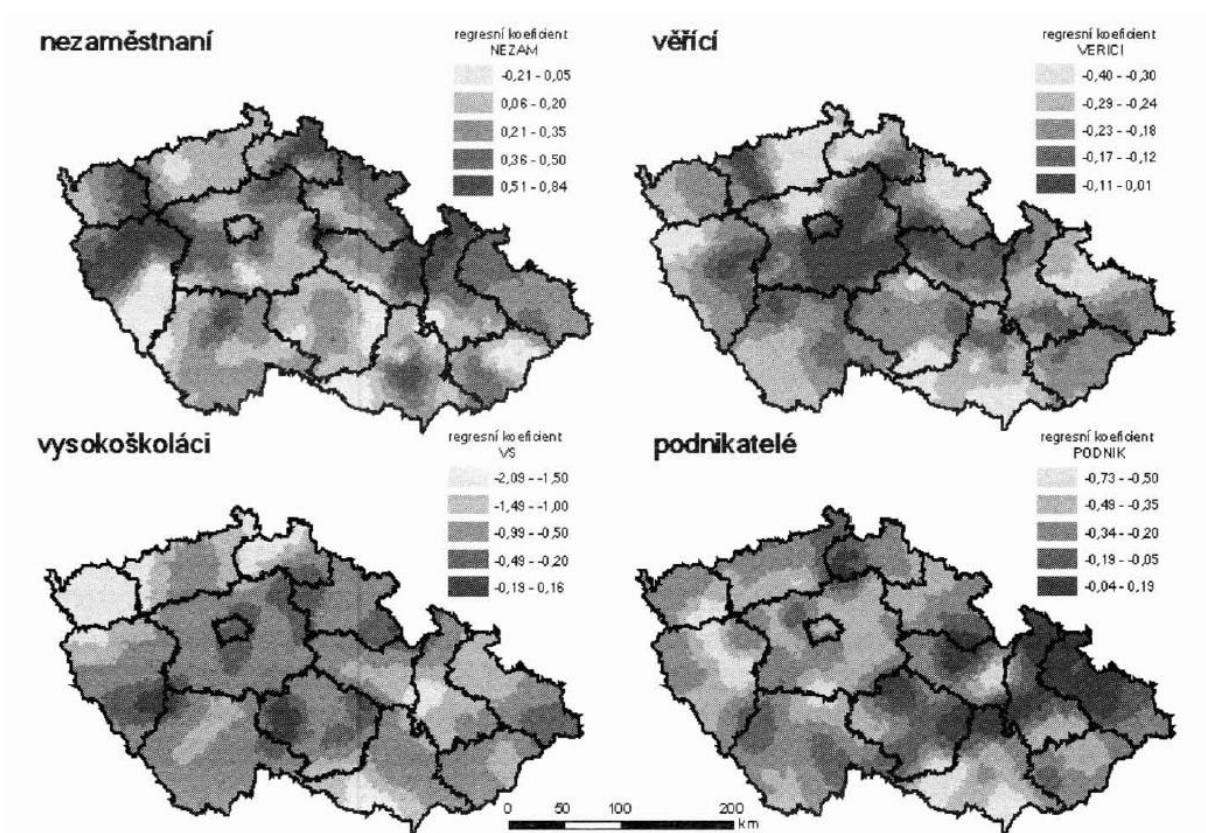 nezaměstnaní
regresní koeficient
NEZAM
-0,21 - 0,05
0,06 - 0,20
0,21 - 0,35
0,36 - 0,50
0,51 - 0,84
věřící
regresní koeficient
VERICI
-0,40 - -0,30
-0,29 - -0,24
-0,23 - -0,18
-0,17 - -0,12
-0,11 - 0,01
vysokoškoláci
regresní koeficient
VS
-2,09 - -1,50
-1,49 - -1,00
-0,99 - -0,50
-0,49 - -0,20
-0,19 - 0,16
podnikatelé
regresní koeficient
PODNIK
-0,73 - -0,50
-0,49 - -0,35
-0,34 - -0,20
-0,19 - -0,05
-0,04 - 0,19
0 50 100 200
km